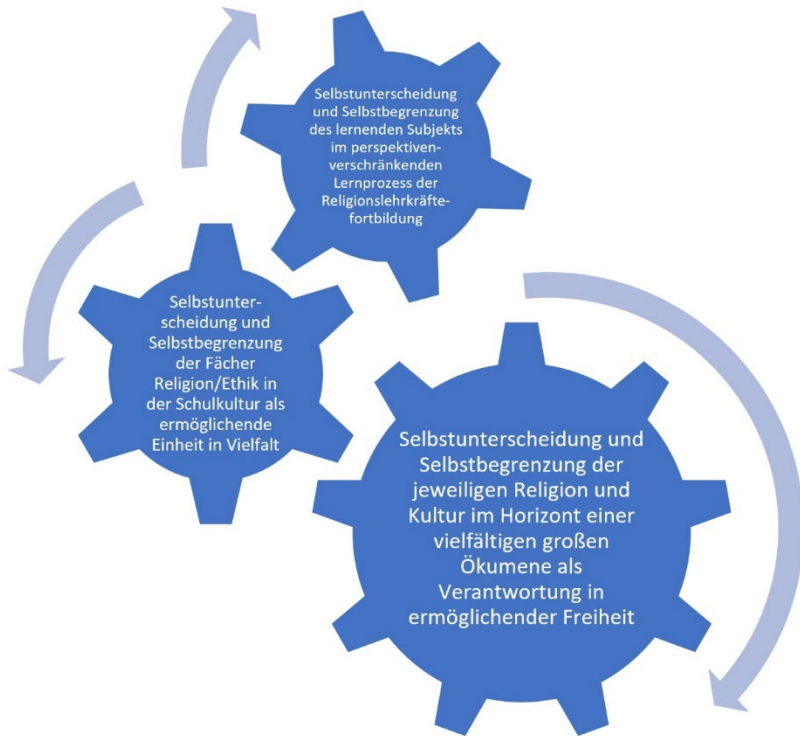 Selbstunterscheidung
und Selbstbegrenzung
des lernenden Subjekts
im perspektiven-
verschränkenden
Lernprozess der
Religionslehrkräfte-
fortbildung
Selbstunter-
scheidung und
Selbstbegrenzung
der Fächer
Religion/Ethik in
der Schulkultur als
ermöglichende
Einheit in Vielfalt
Selbstunterscheidung und
Selbstbegrenzung der
jeweiligen Religion und
Kultur im Horizont einer
vielfältigen großen
Ökumene als
Verantwortung in
ermöglichender Freiheit